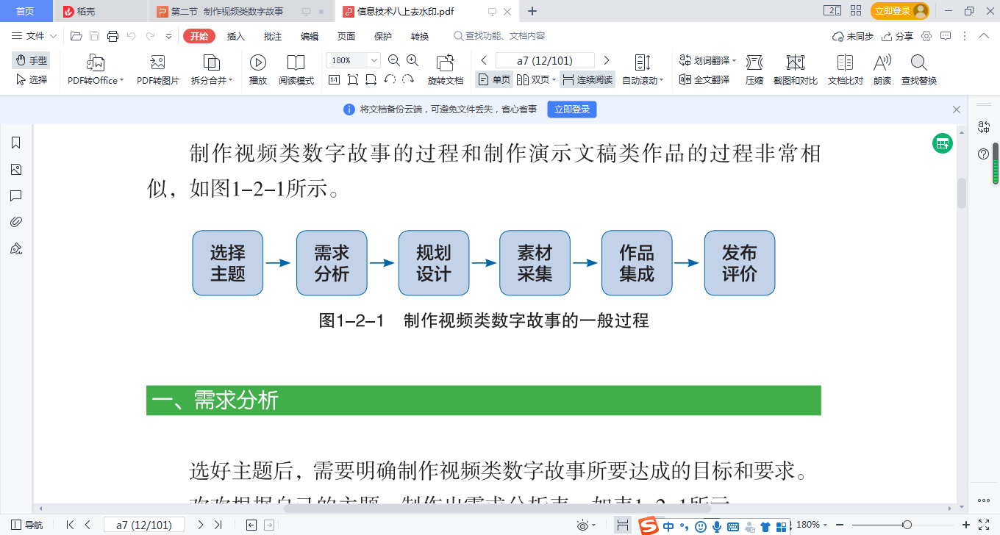 首页
稻壳
第二节 制作视频类数字故事
信息技术八上去水印.pdf
立即登录
文件
开始 插入 批注 编辑 页面 保护 转换
查找功能、文档内容
未同步 分享
手型
选择
PDF转Office
PDF转图片
拆分合并
播放
阅读模式
180%
旋转文档
a7 (12/101)
单页 双页 连续阅读
自动滚动
划词翻译
全文翻译
压缩
截图和对比
文档比对
朗读
查找替换
将文档备份云端，可避免文件丢失，省心省事 立即登录
制作视频类数字故事的过程和制作演示文稿类作品的过程非常相
似，如图1-2-1所示。
选择
主题
需求
分析
规划
设计
素材
采集
作品
集成
发布
评价
图1-2-1 制作视频类数字故事的一般过程
一、需求分析
选好主题后，需要明确制作视频类数字故事所要达成的目标和要求。
导航
a7 (12/101)
中
180%